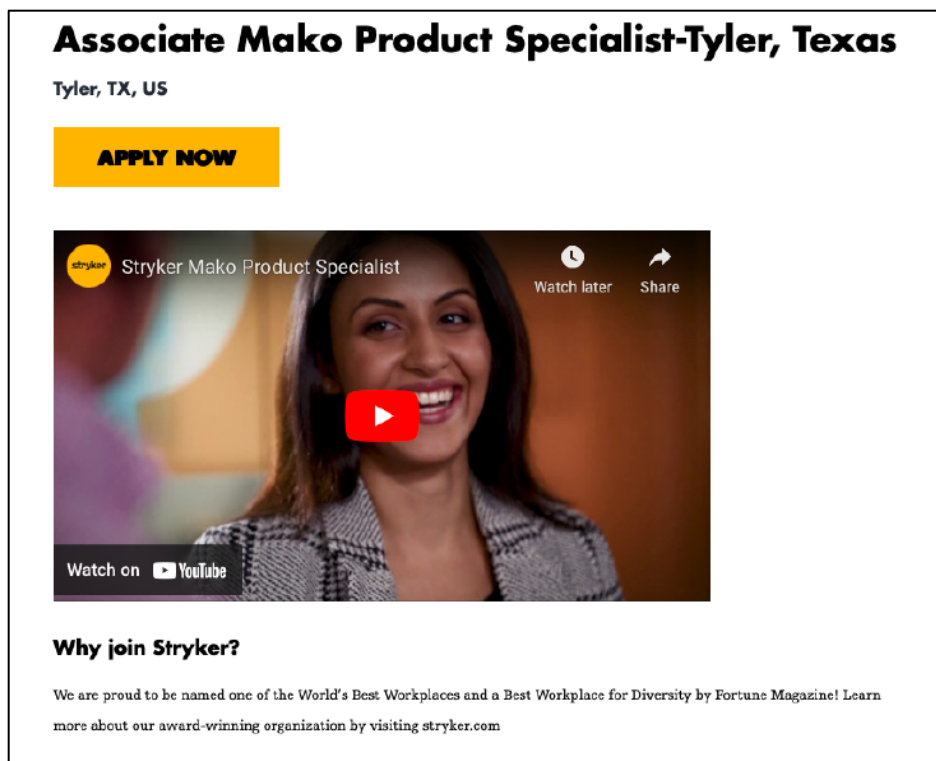 Associate Mako Product Specialist-Tyler, Texas
Tyler, TX, US
APPLY NOW
stryker
Stryker Mako Product Specialist
Watch later
Share
Watch on YouTube
Why join Stryker?
We are proud to be named one of the World's Best Workplaces and a Best Workplace for Diversity by Fortune Magazine! Learn
more about our award-winning organization by visiting stryker.com